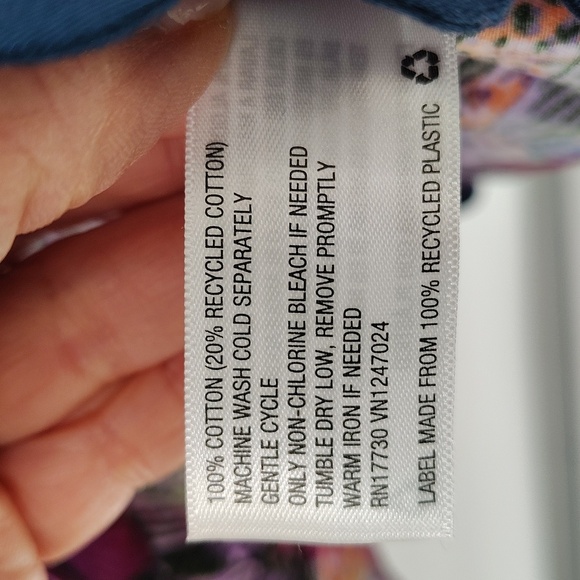 100% COTTON (20% RECYCLED COTTON)
MACHINE WASH COLD SEPARATELY
GENTLE CYCLE
ONLY NON-CHLORINE BLEACH IF NEEDED
TUMBLE DRY LOW, REMOVE PROMPTLY
WARM IRON IF NEEDED
RN17730 VN1247024
LABEL MADE FROM 100% RECYCLED PLASTIC